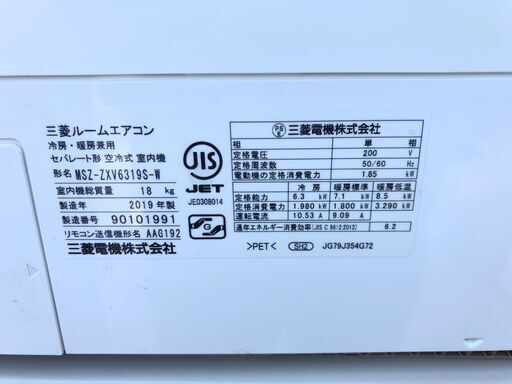 三菱ルームエアコン
冷房・暖房兼用
セパレート形 空冷式 室内機
形名 MSZ-ZXV6319S-W
室内機総質量 18 kg
製造年 2019 年
製造番号 90101991
リモコン送信機形名 AAG192
三菱電機株式会社
JIS
JET
JE0308014
G
PSE 三菱電機株式会社
相 単 相
定格電圧 200 V
定格周波数 50/60 Hz
電動機の定格消費電力 1.85 kW
冷 房 暖房標準 暖房低温
定格能力 6.3 kW 7.1 kW 8.5 kW
定格消費電力 1.980 kW 1.800 kW 3.290 kW
運転電流 10.53 A 9.09 A
通年エネルギー消費効率(JIS C 9612:2013) 6.2
>PET< SH2 JG79J354G72